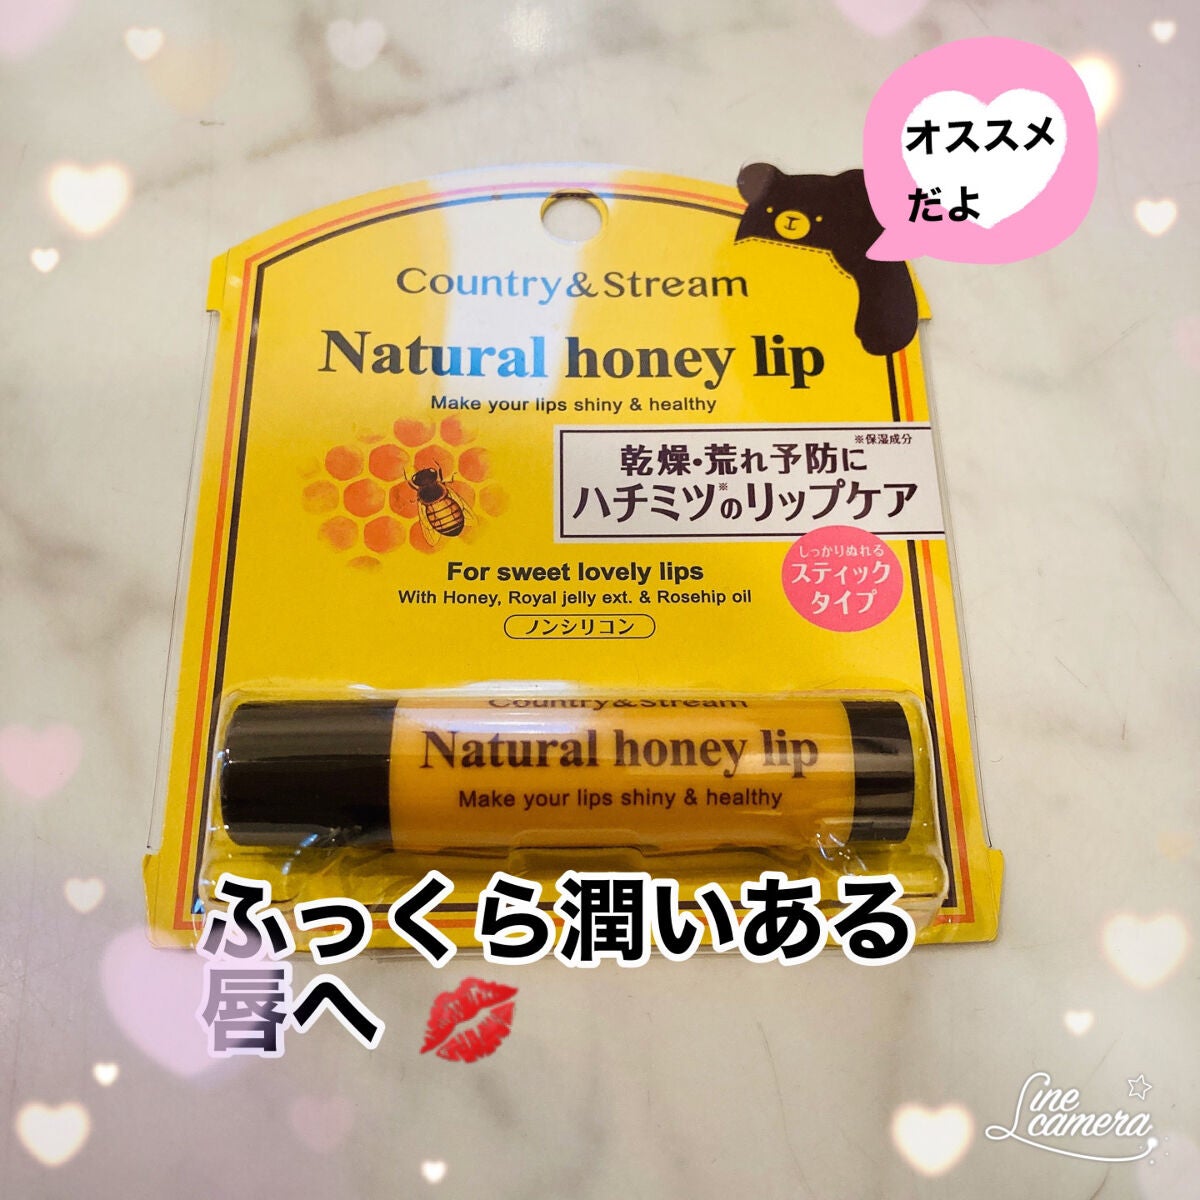 オススメ
だよ
Country & Stream
Natural honey lip
Make your lips shiny & healthy
※保湿成分
乾燥・荒れ予防に
ハチミツ※のリップケア
しっかりぬれる
スティック
タイプ
For sweet lovely lips
With Honey, Royal jelly ext. & Rosehip oil
ノンシリコン
Country & Stream
Natural honey lip
Make your lips shiny & healthy
ふっくら潤いある
唇へ
Line
camera